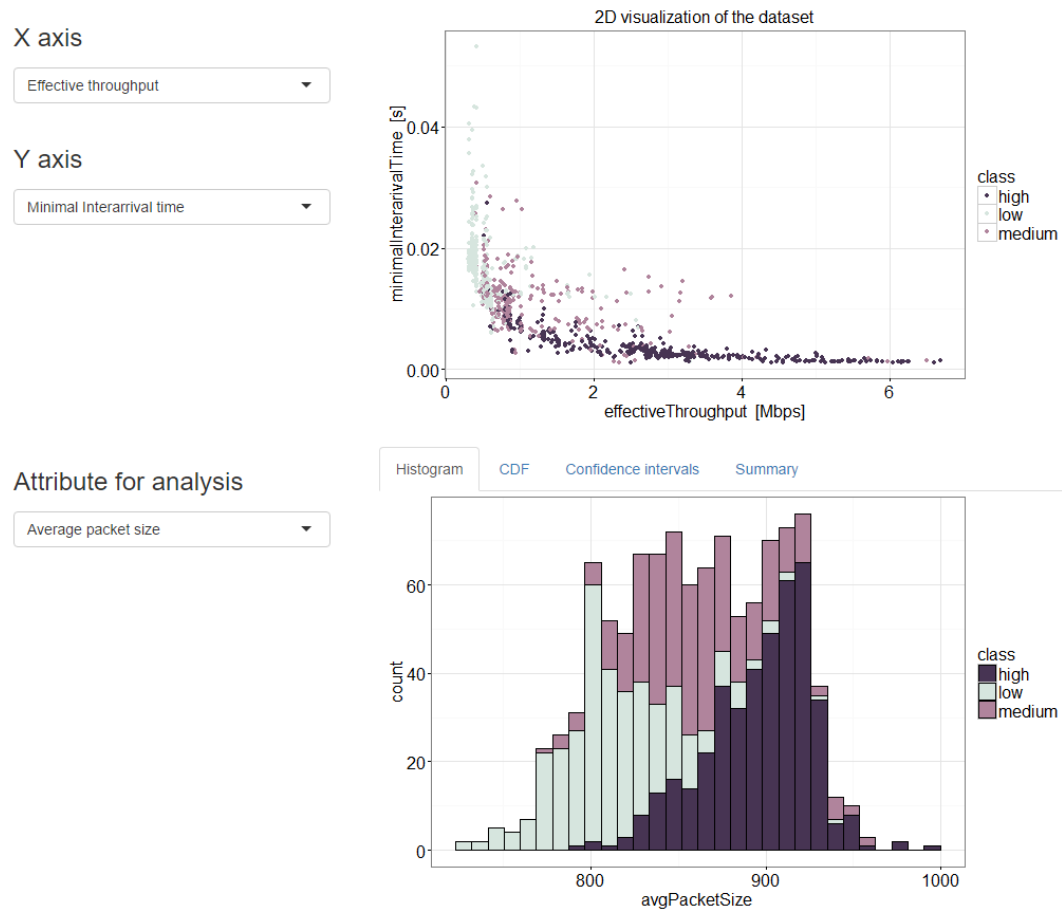 X axis
Effective throughput
Y axis
Minimal Interarrival time
2D visualization of the dataset
minimalInterarivalTime [s]
0.04
0.02
0.00
0 2 4 6
effectiveThroughput [Mbps]
class
high
low
medium
Attribute for analysis
Average packet size
Histogram CDF Confidence intervals Summary
count
60
40
20
0
800 900 1000
avgPacketSize
class
high
low
medium